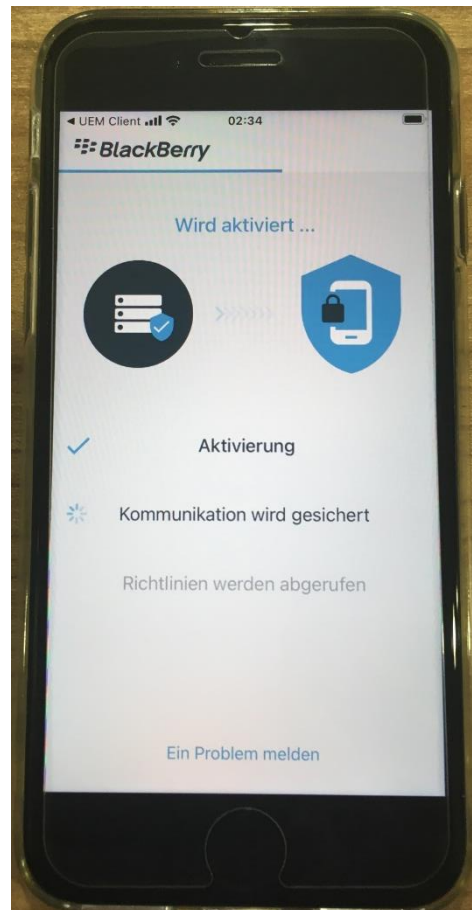 ◀ UEM Client 02:34
BlackBerry
Wird aktiviert ...
Aktivierung
Kommunikation wird gesichert
Richtlinien werden abgerufen
Ein Problem melden